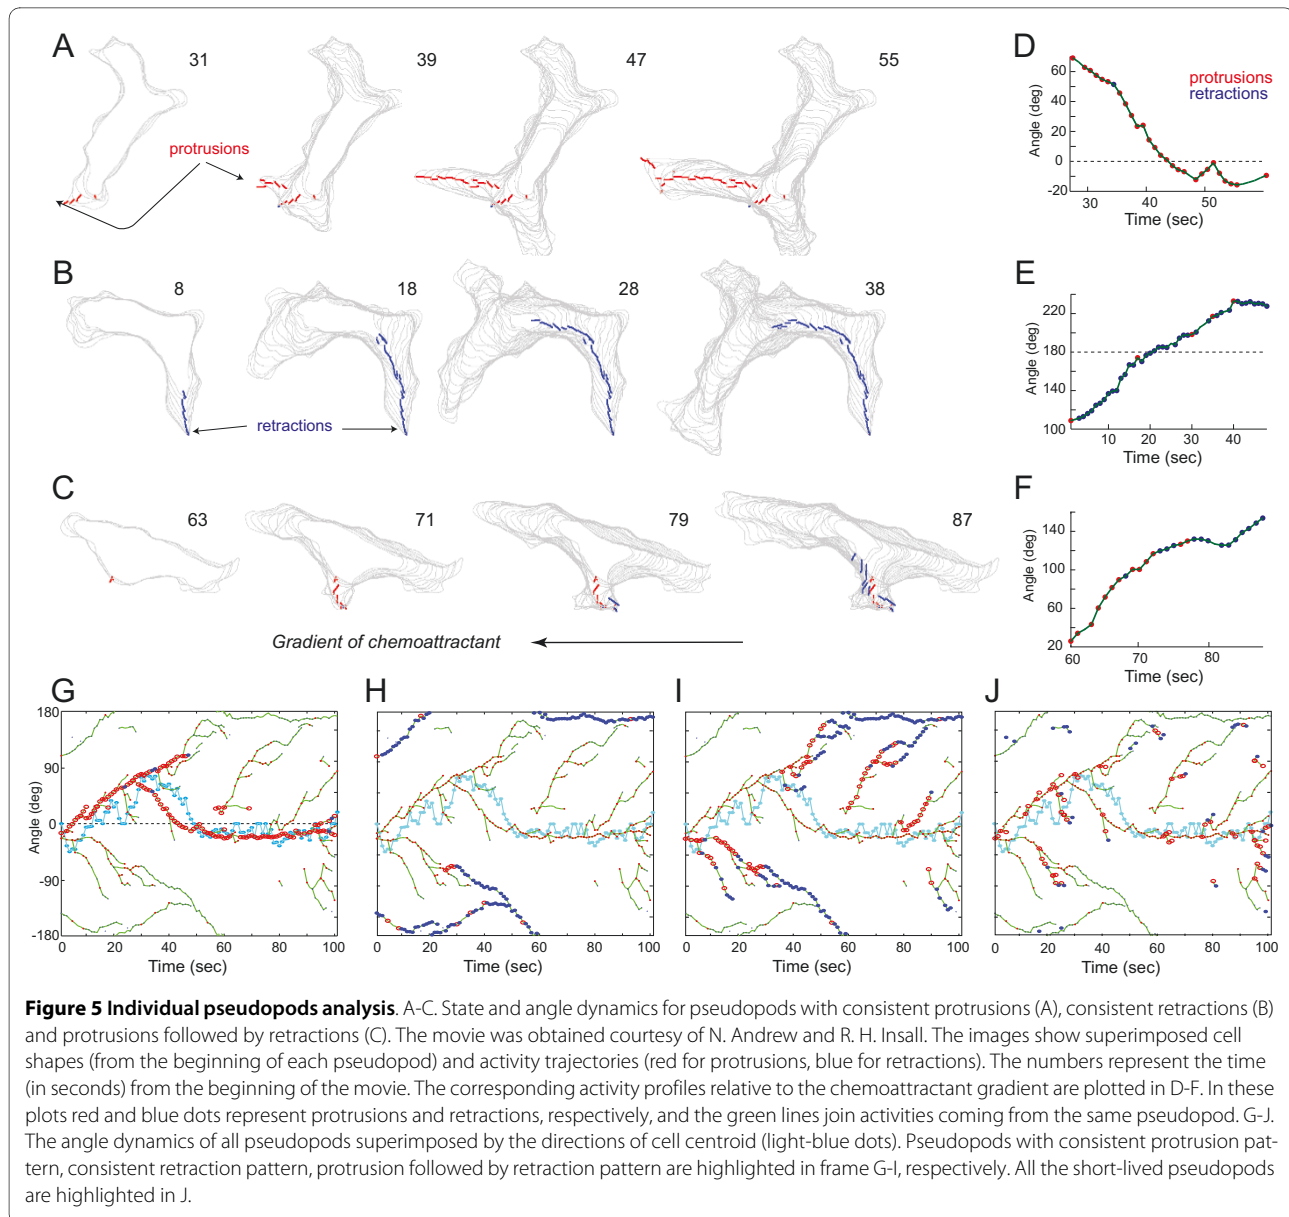 A
31
39
47
55
protrusions
D
protrusions
retractions
Angle (deg)
60
40
20
0
-20
30
40
50
Time (sec)
B
8
18
28
38
retractions
E
Angle (deg)
220
180
140
100
10
20
30
40
Time (sec)
C
63
71
79
87
Gradient of chemoattractant
F
Angle (deg)
140
100
60
20
60
70
80
Time (sec)
G
Angle (deg)
180
90
0
-90
-180
0
20
40
60
80
100
Time (sec)
H
0
20
40
60
80
100
Time (sec)
I
0
20
40
60
80
100
Time (sec)
J
0
20
40
60
80
100
Time (sec)
Figure 5 Individual pseudopods analysis. A-C. State and angle dynamics for pseudopods with consistent protrusions (A), consistent retractions (B)
and protrusions followed by retractions (C). The movie was obtained courtesy of N. Andrew and R. H. Insall. The images show superimposed cell
shapes (from the beginning of each pseudopod) and activity trajectories (red for protrusions, blue for retractions). The numbers represent the time
(in seconds) from the beginning of the movie. The corresponding activity profiles relative to the chemoattractant gradient are plotted in D-F. In these
plots red and blue dots represent protrusions and retractions, respectively, and the green lines join activities coming from the same pseudopod. G-J.
The angle dynamics of all pseudopods superimposed by the directions of cell centroid (light-blue dots). Pseudopods with consistent protrusion pat-
tern, consistent retraction pattern, protrusion followed by retraction pattern are highlighted in frame G-I, respectively. All the short-lived pseudopods
are highlighted in J.